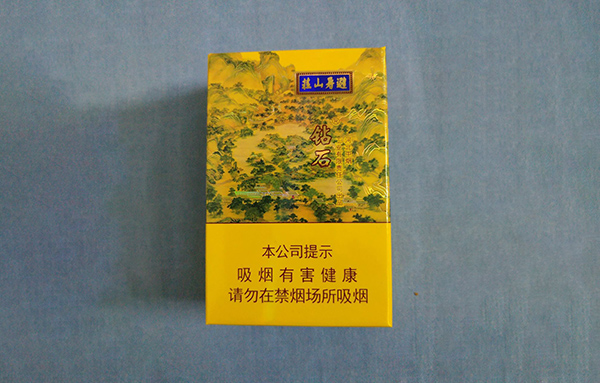 避暑山莊
钻石
本公司提示
吸烟有害健康
请勿在禁烟场所吸烟